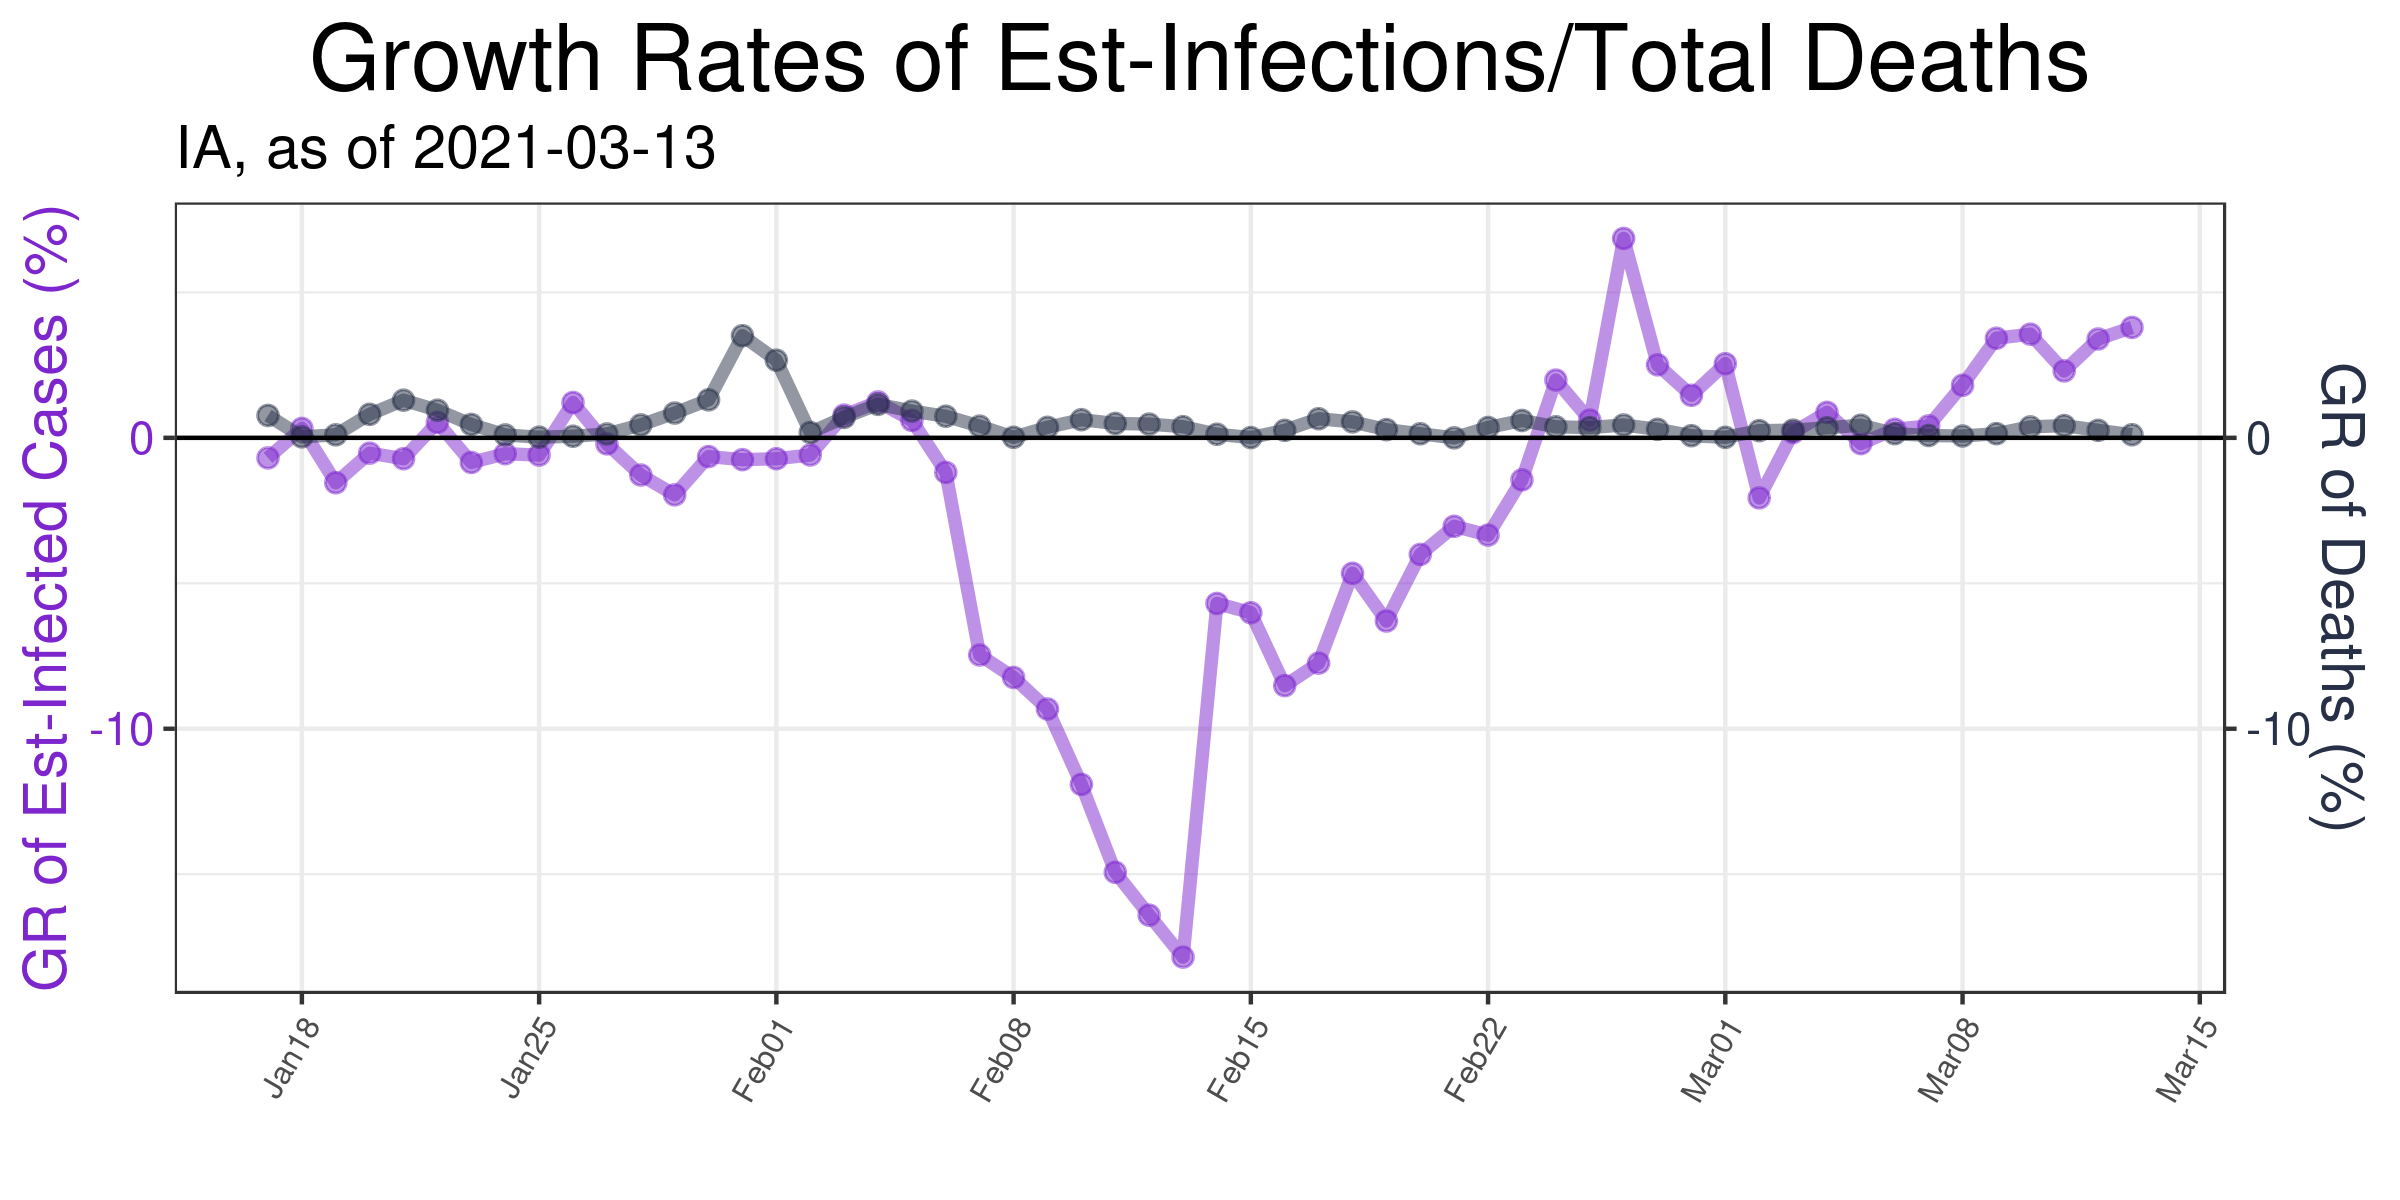 Growth Rates of Est-Infections/Total Deaths
IA, as of 2021-03-13
GR of Est-Infected Cases (%)
0
-10
0
-10
GR of Deaths (%)
Jan18
Jan25
Feb01
Feb08
Feb15
Feb22
Mar01
Mar08
Mar15